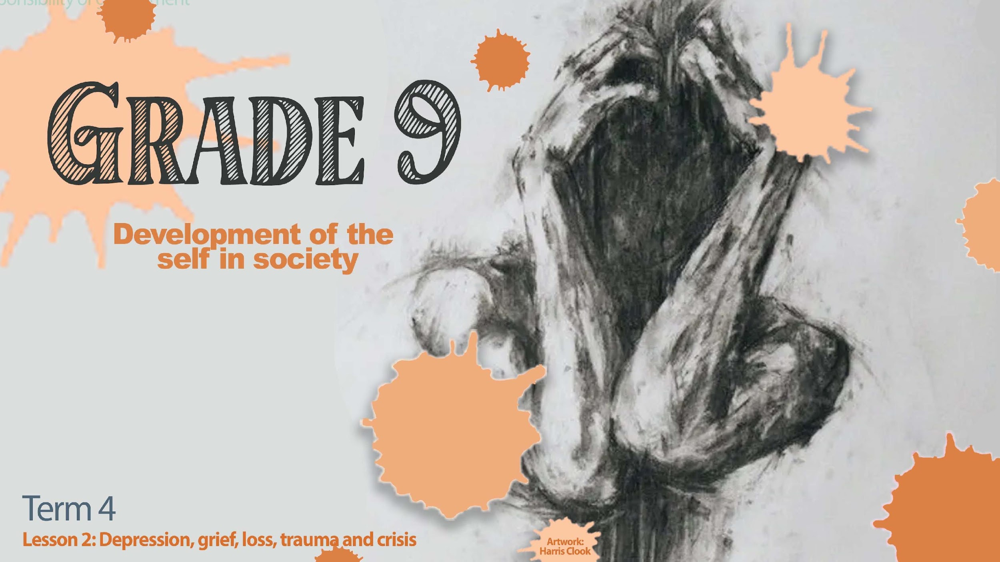 GRADE 9
Development of the
self in society
Term 4
Lesson 2: Depression, grief, loss, trauma and crisis
Artwork:
Harris Clook